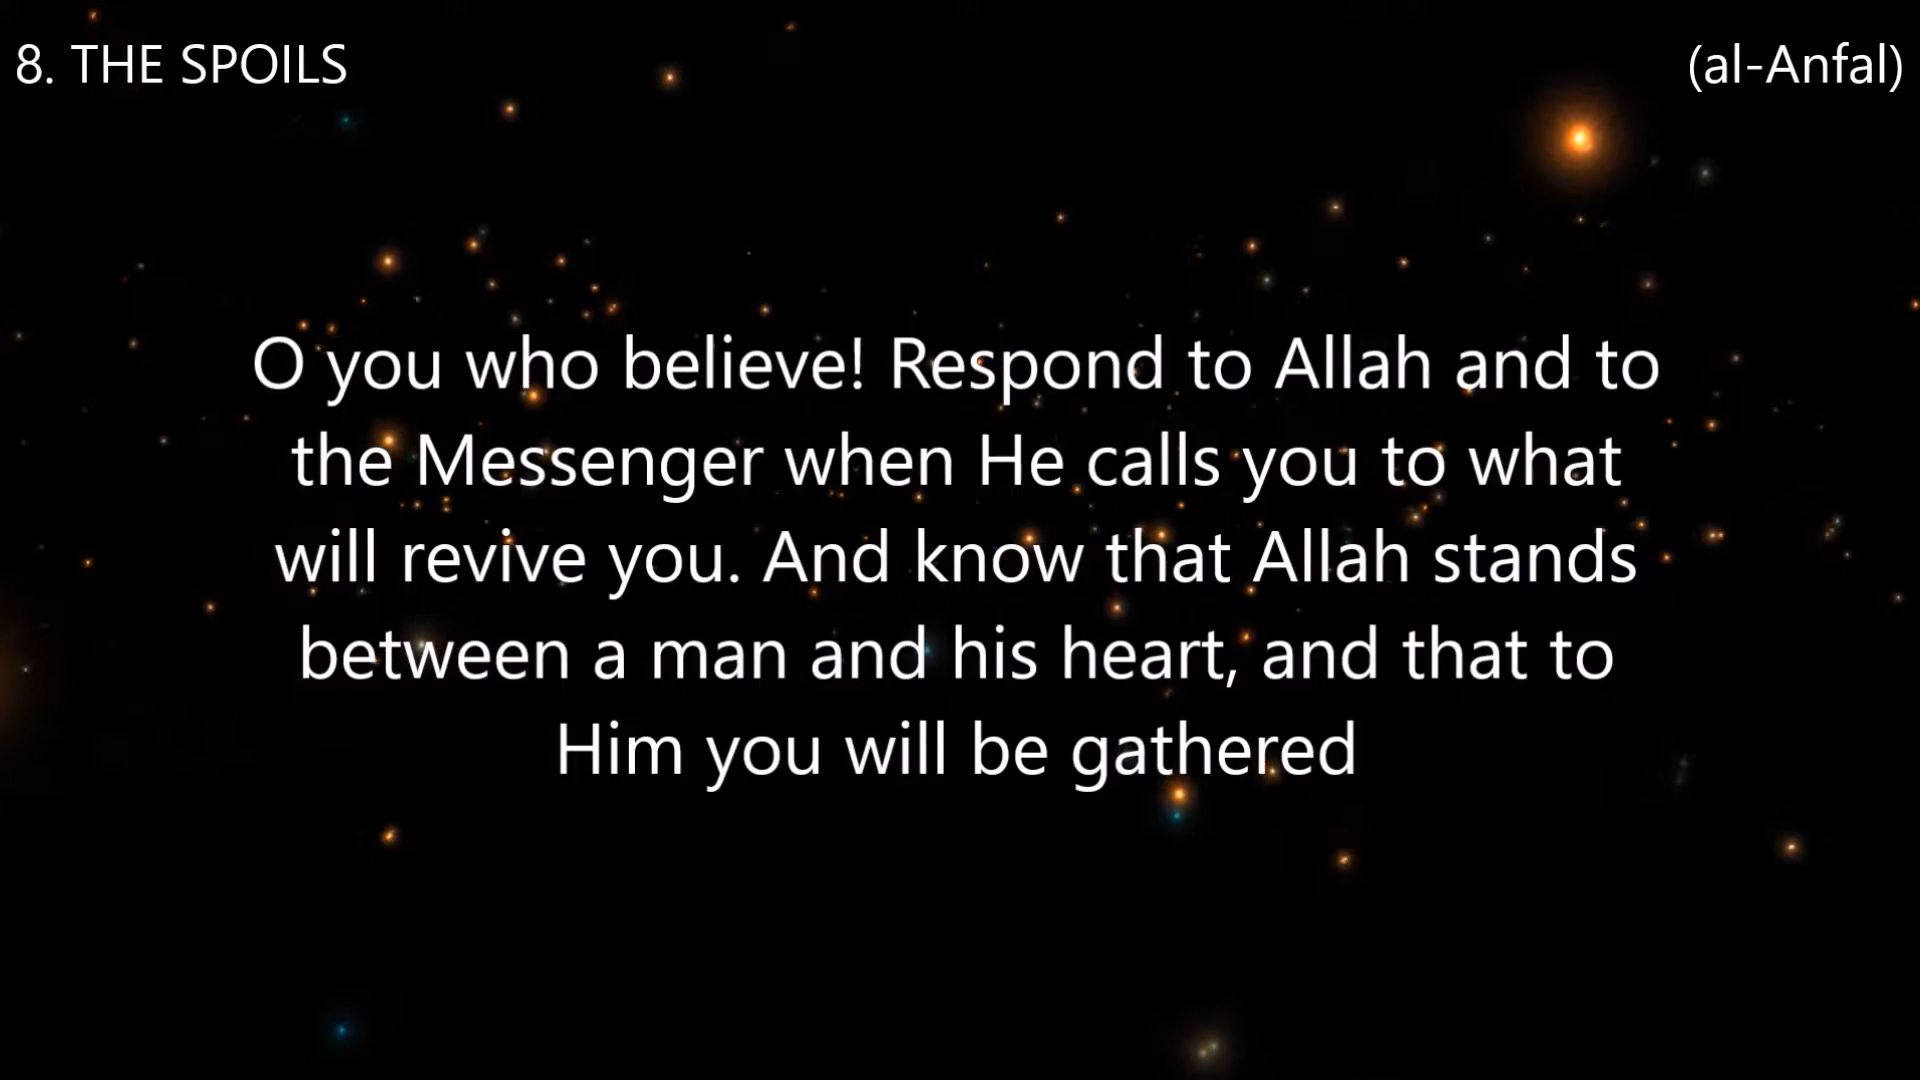 8. THE SPOILS
(al-Anfal)
O you who believe! Respond to Allah and to
the Messenger when He calls you to what
will revive you. And know that Allah stands
between a man and his heart, and that to
Him you will be gathered